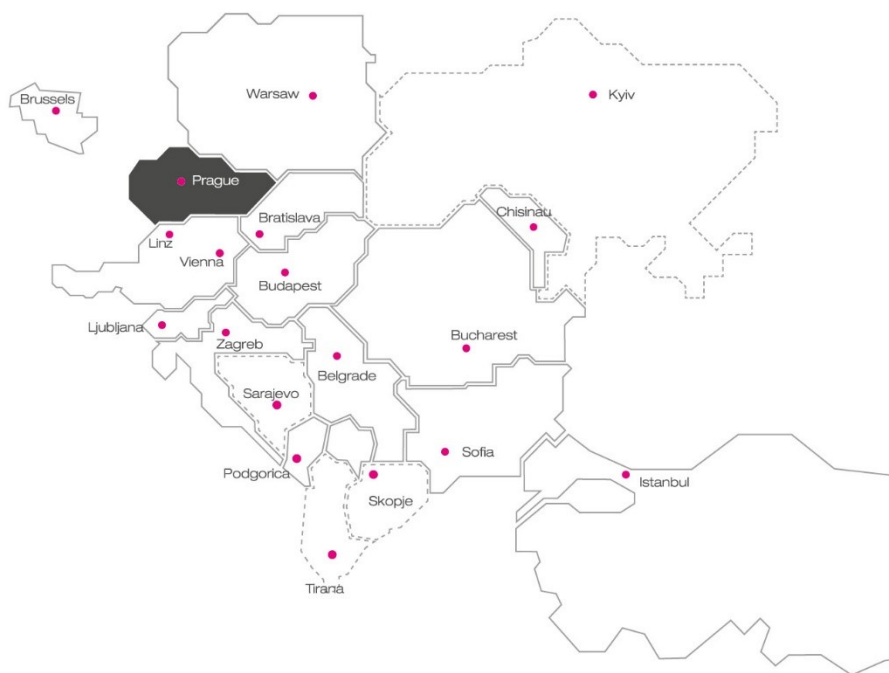 Warsaw
Kyiv
Brussels
Prague
Chisinau
Bratislava
Linz
Vienna
Budapest
Ljubljana
Zagreb
Bucharest
Belgrade
Sarajevo
Sofia
Podgorica
Skopje
Istanbul
Tirana